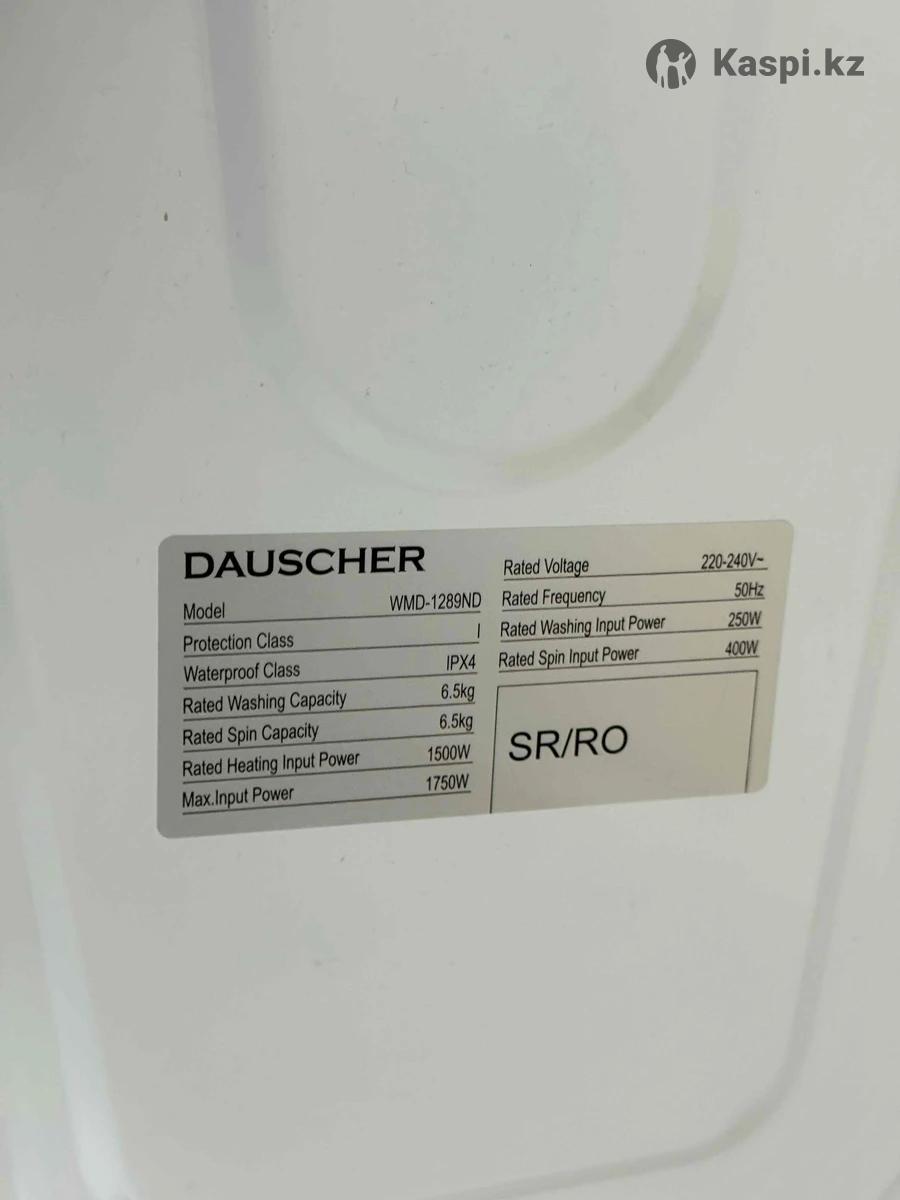 Kaspi.kz
DAUSCHER
Model WMD-1289ND
Protection Class I
Waterproof Class IPX4
Rated Washing Capacity 6.5kg
Rated Spin Capacity 6.5kg
Rated Heating Input Power 1500W
Max.Input Power 1750W
Rated Voltage 220-240V~
Rated Frequency 50Hz
Rated Washing Input Power 250W
Rated Spin Input Power 400W
SR/RO